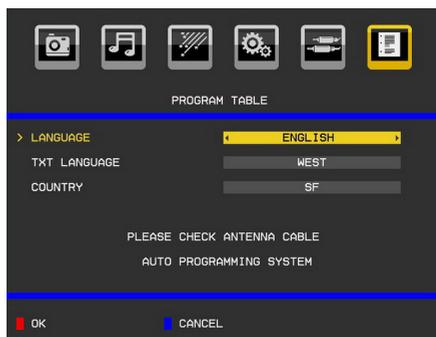 PROGRAM TABLE
> LANGUAGE ENGLISH
TXT LANGUAGE WEST
COUNTRY SF
PLEASE CHECK ANTENNA CABLE
AUTO PROGRAMMING SYSTEM
OK CANCEL